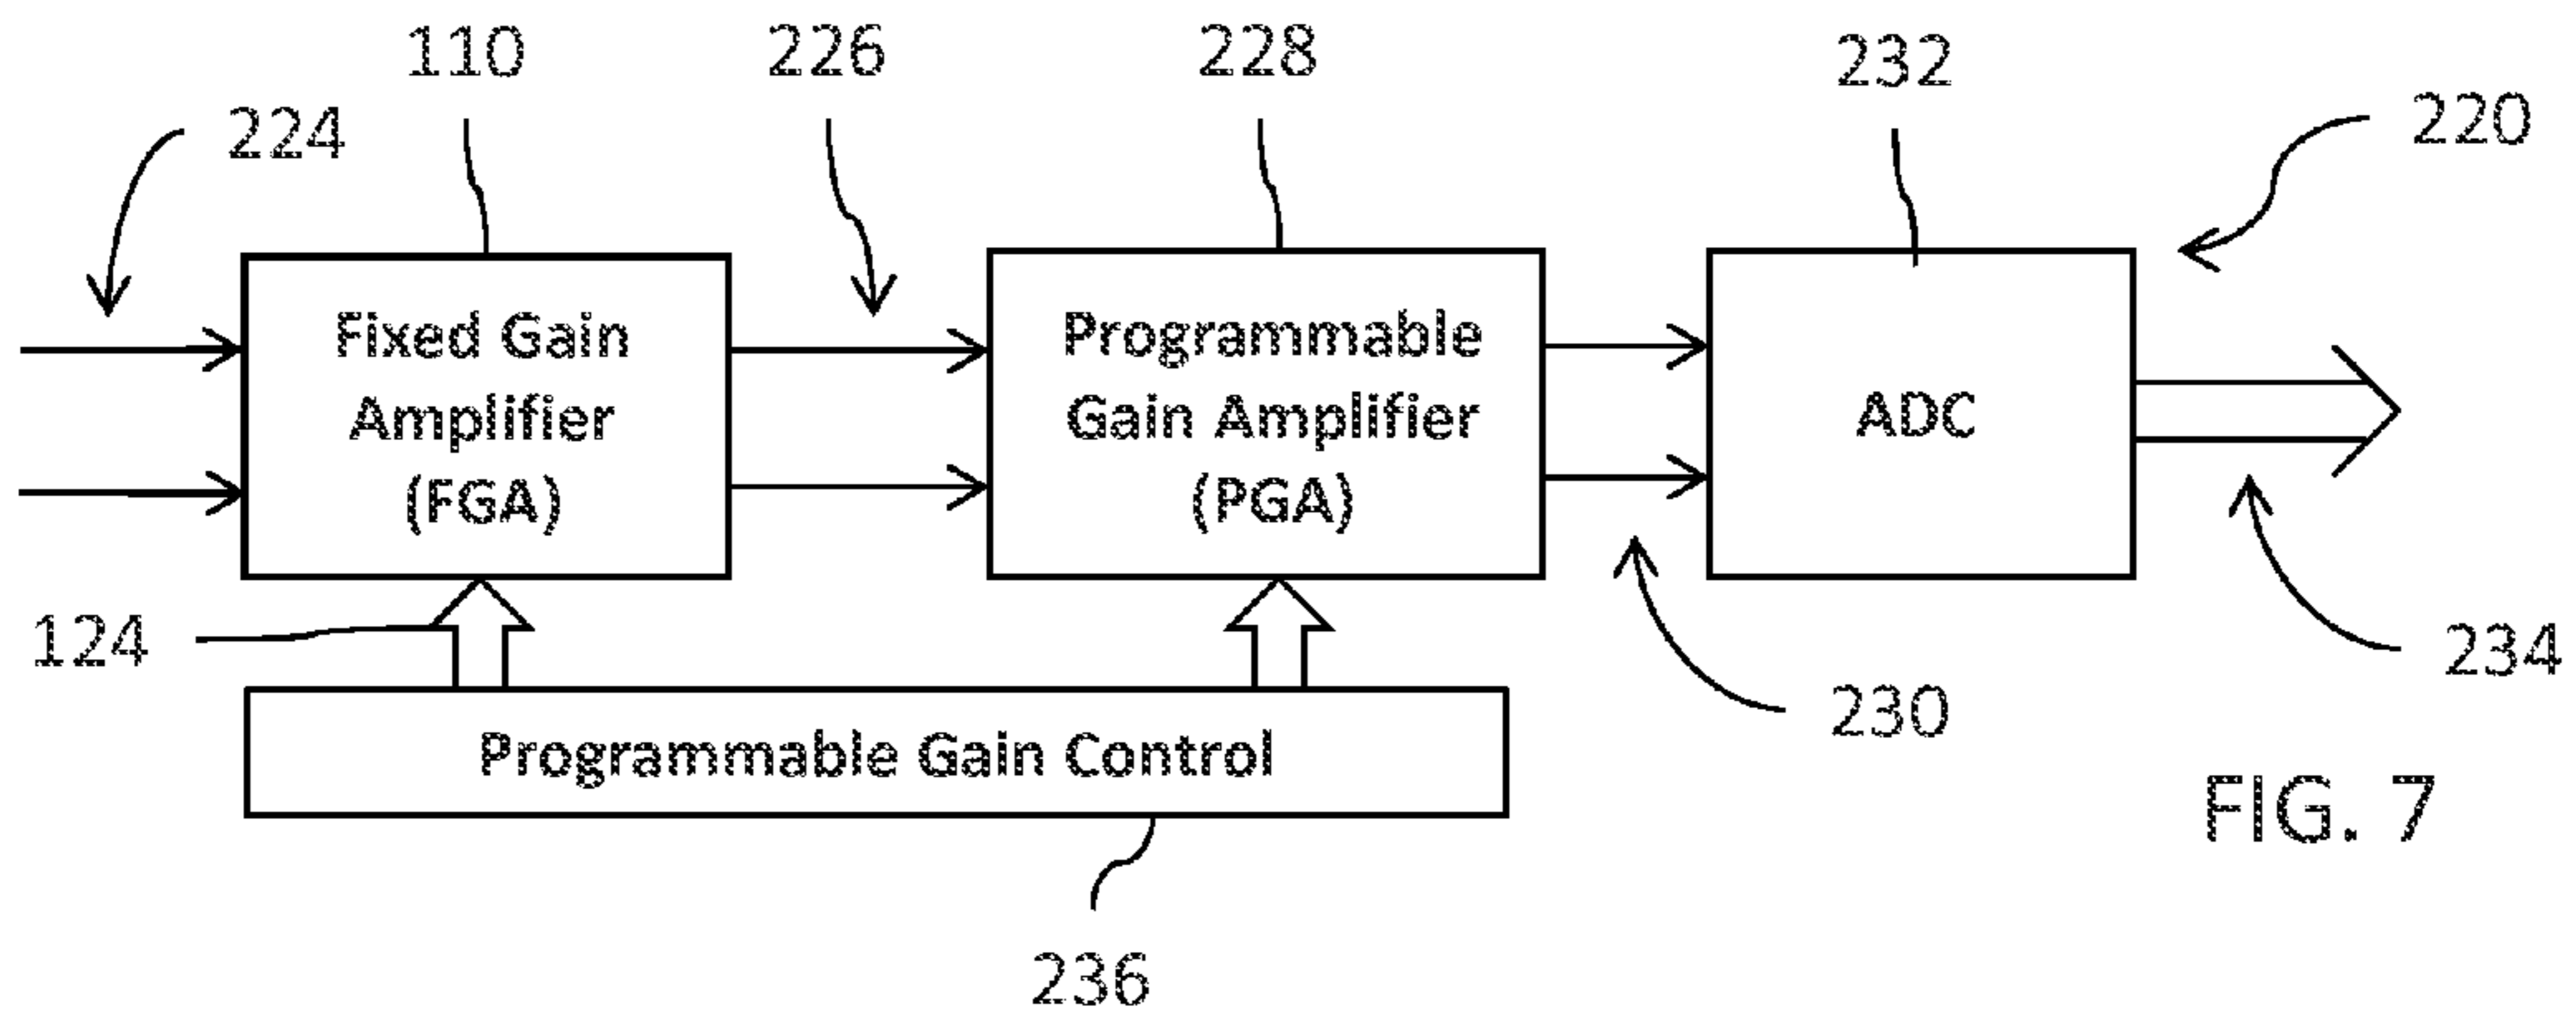 110
226
228
232
220
224
Fixed Gain
Amplifier
(FGA)
Programmable
Gain Amplifier
(PGA)
ADC
124
230
234
Programmable Gain Control
236
FIG. 7